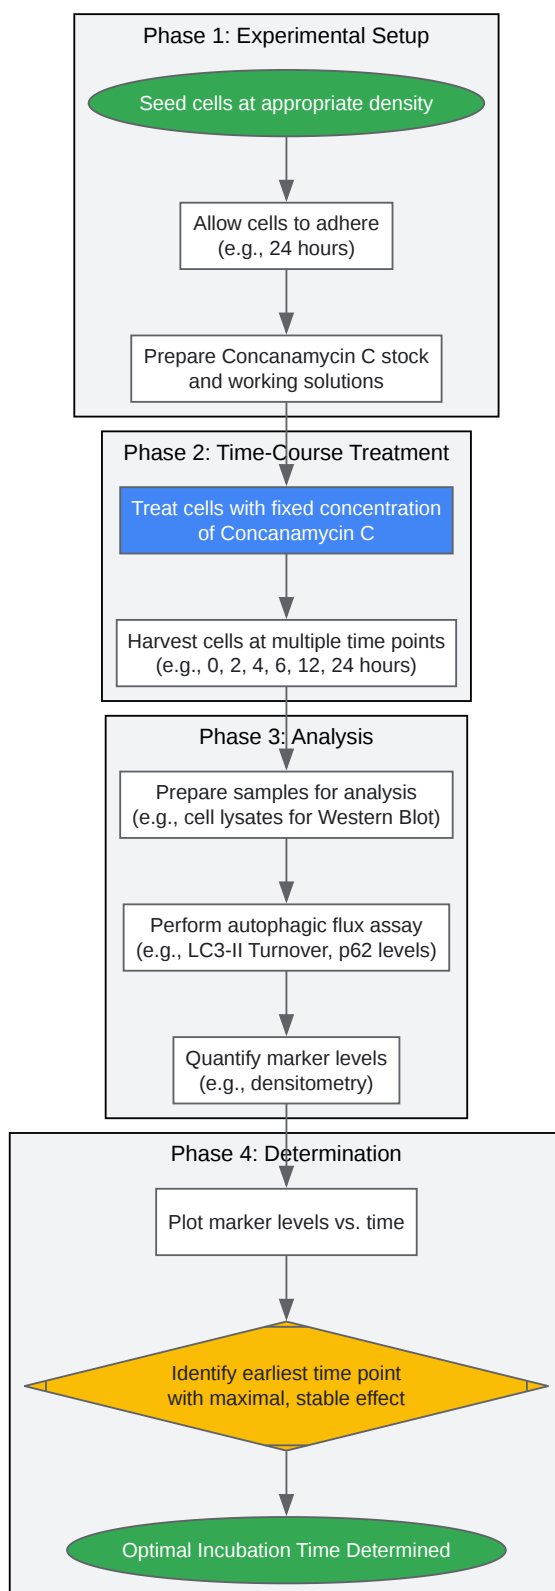 Phase 1: Experimental Setup
Seed cells at appropriate density
Allow cells to adhere
(e.g., 24 hours)
Prepare Concanamycin C stock
and working solutions
Phase 2: Time-Course Treatment
Treat cells with fixed concentration
of Concanamycin C
Harvest cells at multiple time points
(e.g., 0, 2, 4, 6, 12, 24 hours)
Phase 3: Analysis
Prepare samples for analysis
(e.g., cell lysates for Western Blot)
Perform autophagic flux assay
(e.g., LC3-II Turnover, p62 levels)
Quantify marker levels
(e.g., densitometry)
Phase 4: Determination
Plot marker levels vs. time
Identify earliest time point
with maximal, stable effect
Optimal Incubation Time Determined